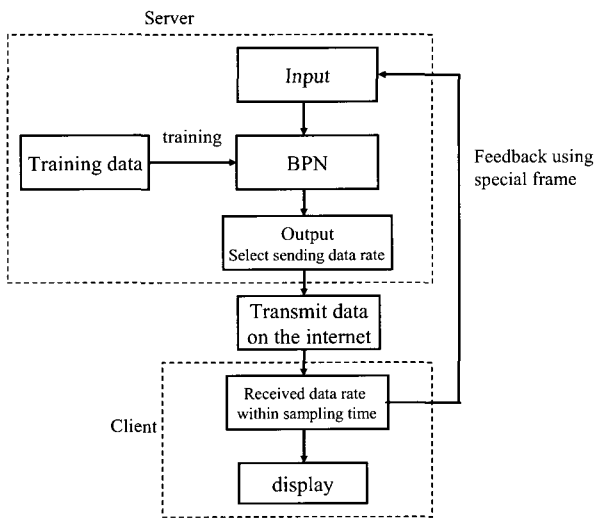 Server
Input
training
Training data
BPN
Feedback using
special frame
Output
Select sending data rate
Transmit data
on the internet
Received data rate
within sampling time
Client
display